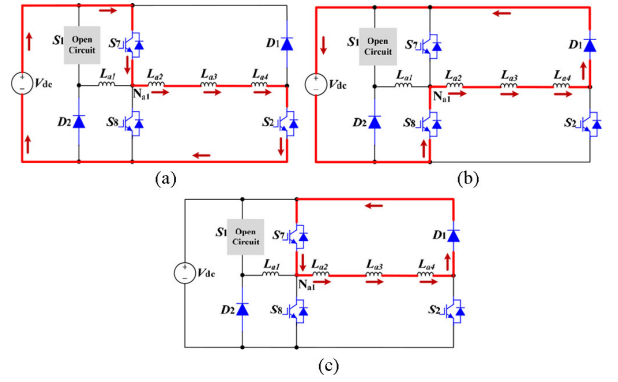 S1 Open Circuit S7 D1
La1 La2 La3 La4
Vdc Na1
D2 S8 S2
(a)
S1 Open Circuit S7 D1
La1 La2 La3 La4
Vdc Na1
D2 S8 S2
(b)
S1 Open Circuit S7 D1
La1 La2 La3 La4
Vdc Na1
D2 S8 S2
(c)